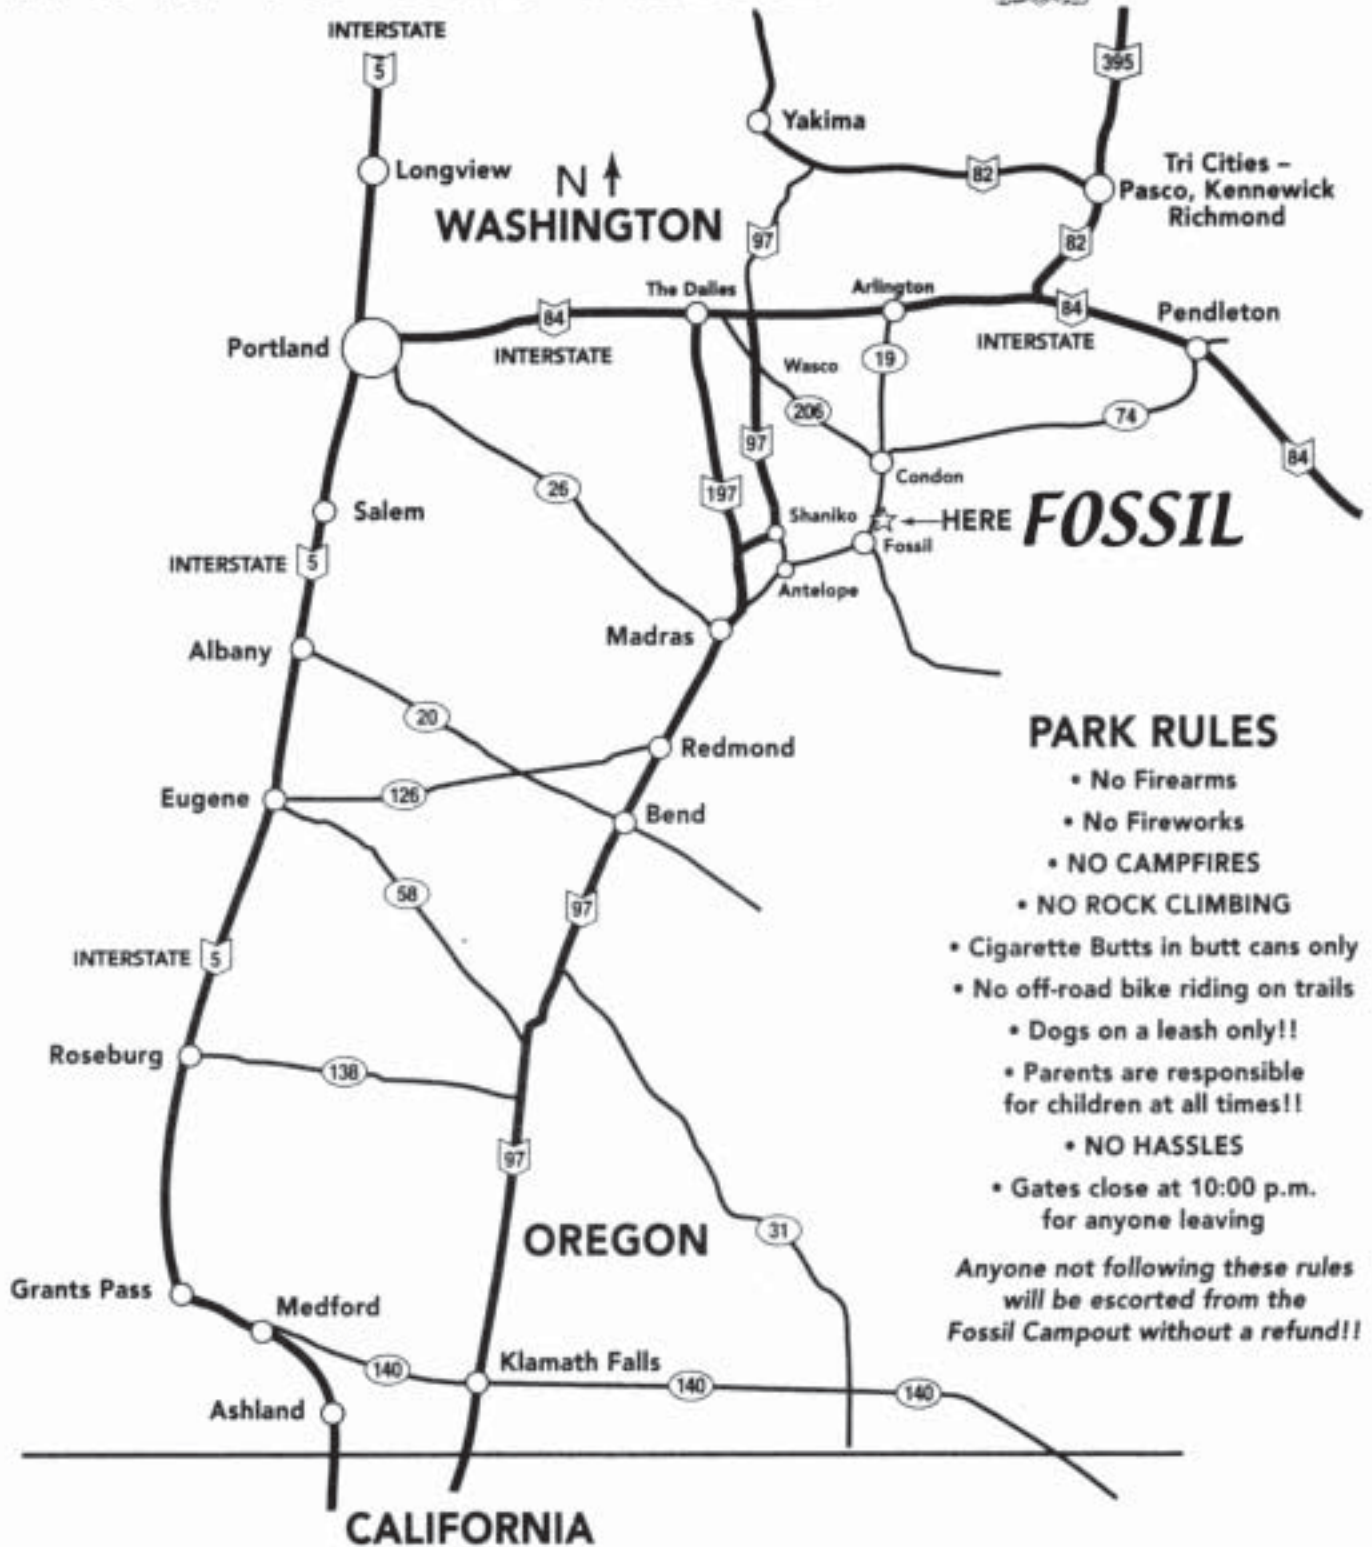 INTERSTATE
5
395
Yakima
Longview
N
WASHINGTON
82
Tri Cities –
Pasco, Kennewick
Richmond
97
82
The Dalles
Arlington
84
84
Pendleton
Portland
INTERSTATE
INTERSTATE
19
Wasco
206
74
97
84
Condon
26
197
Salem
Shaniko
HERE FOSSIL
Fossil
INTERSTATE 5
Antelope
Madras
Albany
20
Redmond
126
Eugene
Bend
58
97
INTERSTATE 5
Roseburg
138
97
31
OREGON
Grants Pass
Medford
140
Klamath Falls
140
140
Ashland
CALIFORNIA
PARK RULES
• No Firearms
• No Fireworks
• NO CAMPFIRES
• NO ROCK CLIMBING
• Cigarette Butts in butt cans only
• No off-road bike riding on trails
• Dogs on a leash only!!
• Parents are responsible
for children at all times!!
• NO HASSLES
• Gates close at 10:00 p.m.
for anyone leaving
Anyone not following these rules
will be escorted from the
Fossil Campout without a refund!!